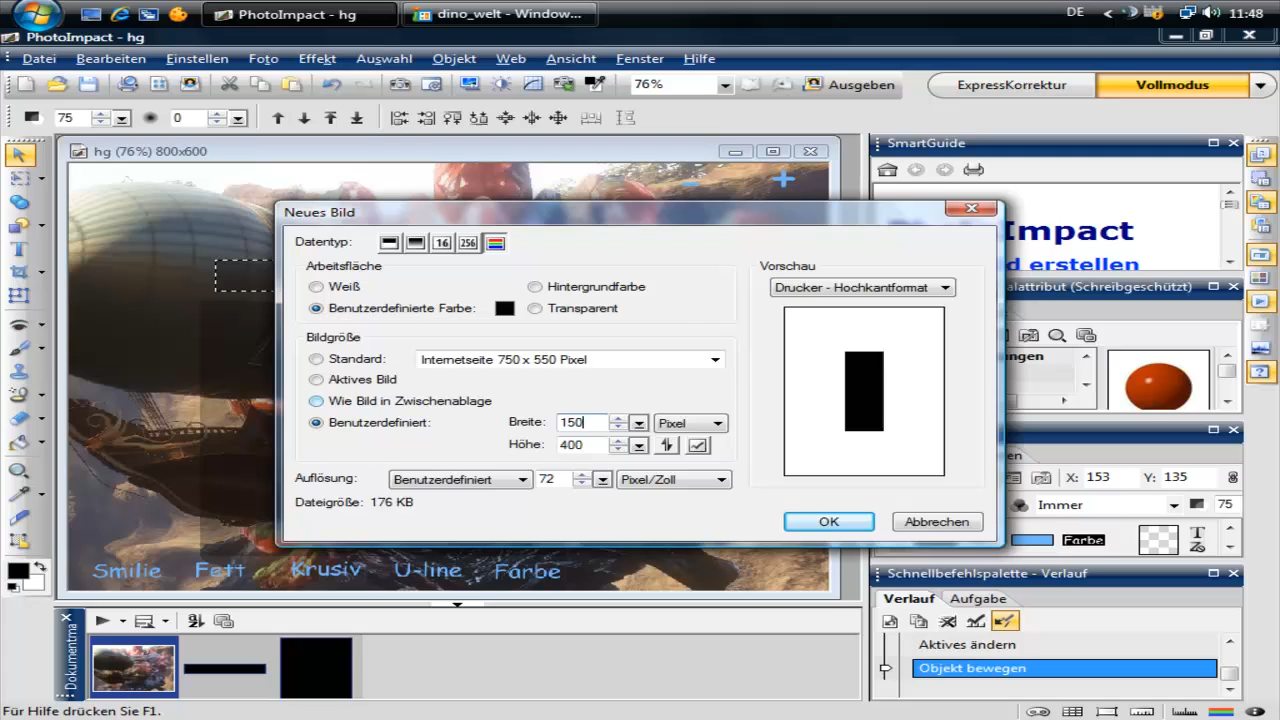 PhotoImpact - hg
dino_welt - Window...
DE
11:48
PhotoImpact - hg
Datei Bearbeiten Einstellen Foto Effekt Auswahl Objekt Web Ansicht Fenster Hilfe
76%
Ausgeben
ExpressKorrektur
Vollmodus
75
0
hg (76%) 800x600
SmartGuide
Impact
d erstellen
Neues Bild
Datentyp:
16
256
Arbeitsfläche
Weiß
Hintergrundfarbe
Benutzerdefinierte Farbe:
Transparent
Bildgröße
Standard:
Internetseite 750 x 550 Pixel
Aktives Bild
Wie Bild in Zwischenablage
Benutzerdefiniert:
Breite:
150
Pixel
Höhe:
400
Auflösung:
Benutzerdefiniert
72
Pixel/Zoll
Dateigröße: 176 KB
Vorschau
Drucker - Hochkantformat
OK
Abbrechen
alattribut (Schreibgeschützt)
ungen
en
X: 153
Y: 135
Immer
75
Farbe
Smilie Fett Krusiv U-line Farbe
Schnellbefehlspalette - Verlauf
Verlauf
Aufgabe
Aktives ändern
Objekt bewegen
Dokumentma
Für Hilfe drücken Sie F1.